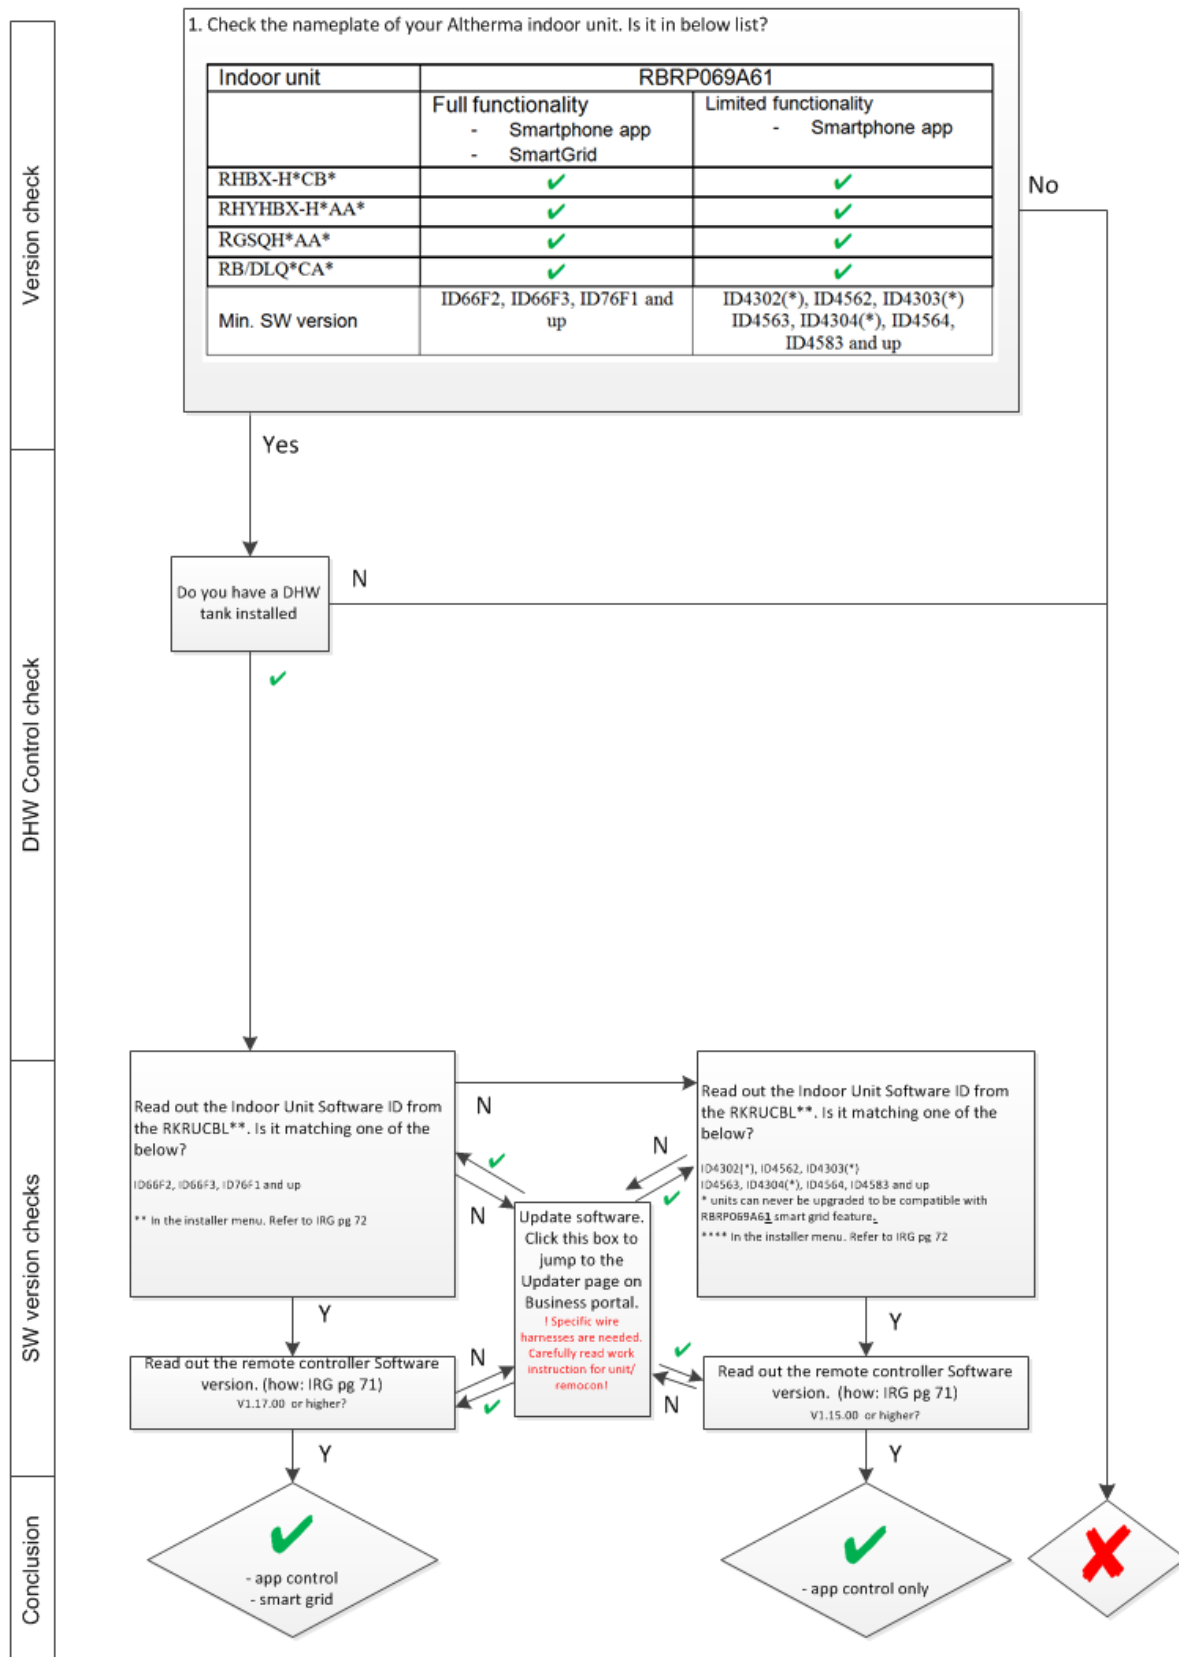 1. Check the nameplate of your Altherma indoor unit. Is it in below list?
Indoor unit
RBRP069A61
Full functionality
- Smartphone app
- SmartGrid
Limited functionality
- Smartphone app
RHBX-H*CB*
RHYHBX-H*AA*
RGSQH*AA*
RB/DLQ*CA*
Min. SW version
ID66F2, ID66F3, ID76F1 and
up
ID4302(*), ID4562, ID4303(*)
ID4563, ID4304(*), ID4564,
ID4583 and up
No
Version check
Yes
Do you have a DHW
tank installed
N
DHW Control check
Read out the Indoor Unit Software ID from
the RKRUCBL**. Is it matching one of the
below?
ID66F2, ID66F3, ID76F1 and up
** In the installer menu. Refer to IRG pg 72
N
N
Update software.
Click this box to
jump to the
Updater page on
Business portal.
! Specific wire
harnesses are needed.
Carefully read work
instruction for unit/
remocon!
N
Read out the Indoor Unit Software ID from
the RKRUCBL**. Is it matching one of the
below?
ID4302(*), ID4562, ID4303(*)
ID4563, ID4304(*), ID4564, ID4583 and up
* units can never be upgraded to be compatible with
RBRP069A61 smart grid feature.
**** In the installer menu. Refer to IRG pg 72
SW version checks
Y
Y
Read out the remote controller Software
version. (how: IRG pg 71)
V1.17.00 or higher?
N
N
Read out the remote controller Software
version. (how: IRG pg 71)
V1.15.00 or higher?
Y
Y
Conclusion
- app control
- smart grid
- app control only